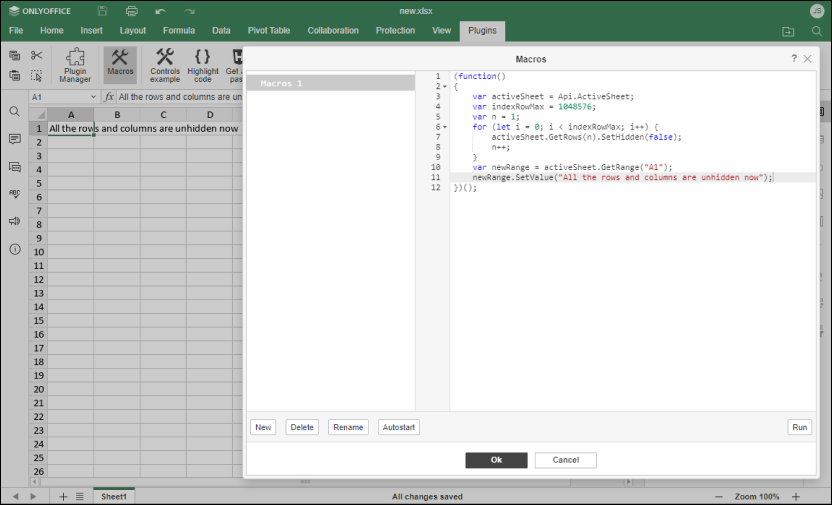 ONLYOFFICE
new.xlsx
JS
File Home Insert Layout Formula Data Pivot Table Collaboration Protection View Plugins
Plugin Manager
Macros
Controls example
Highlight code
Get
pas
A1
fx All the rows and columns are un
A B C D
1 All the rows and columns are unhidden now
2
3
4
5
6
7
8
9
10
11
12
13
14
15
16
17
18
19
20
21
22
23
24
25
26
Macros
?
Macros 1
1 (function()
2 {
3 var activeSheet = Api.ActiveSheet;
4 var indexRowMax = 1048576;
5 var n = 1;
6 for (let i = 0; i < indexRowMax; i++) {
7 activeSheet.GetRows(n).SetHidden(false);
8 n++;
9 }
10 var newRange = activeSheet.GetRange("A1");
11 newRange.SetValue("All the rows and columns are unhidden now");
12 })();
New Delete Rename Autostart Run
Ok Cancel
Sheet1 All changes saved Zoom 100%